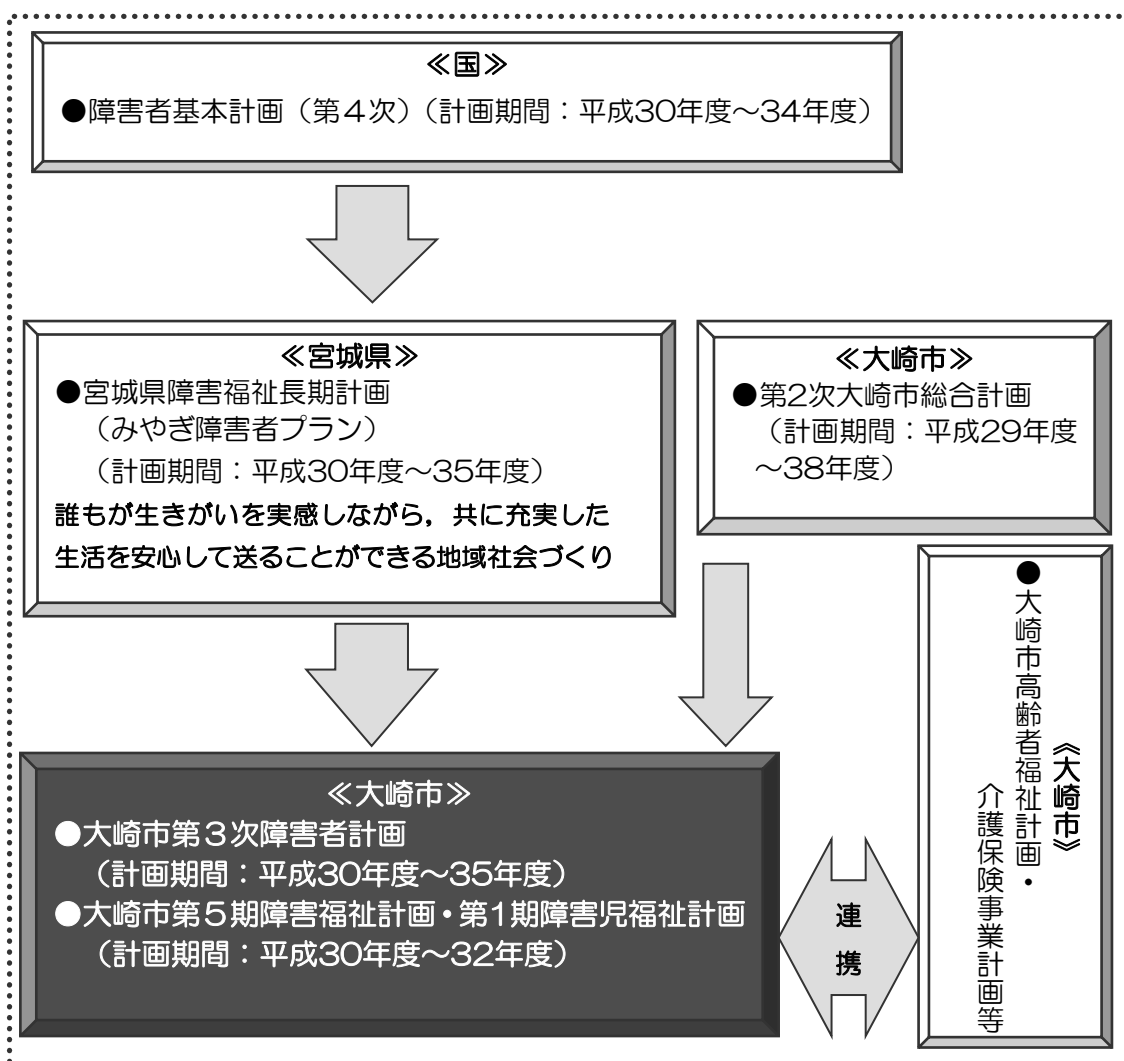 ≪国≫
●障害者基本計画（第４次）（計画期間：平成30年度～34年度）
≪宮城県≫
●宮城県障害福祉長期計画
（みやぎ障害者プラン）
（計画期間：平成30年度～35年度）
誰もが生きがいを実感しながら，共に充実した
生活を安心して送ることができる地域社会づくり
≪大崎市≫
●第2次大崎市総合計画
（計画期間：平成29年度
～38年度）
≪大崎市≫
●大崎市高齢者福祉計画・
介護保険事業計画等
≪大崎市≫
●大崎市第３次障害者計画
（計画期間：平成30年度～35年度）
●大崎市第５期障害福祉計画・第1期障害児福祉計画
（計画期間：平成30年度～32年度）
連
携